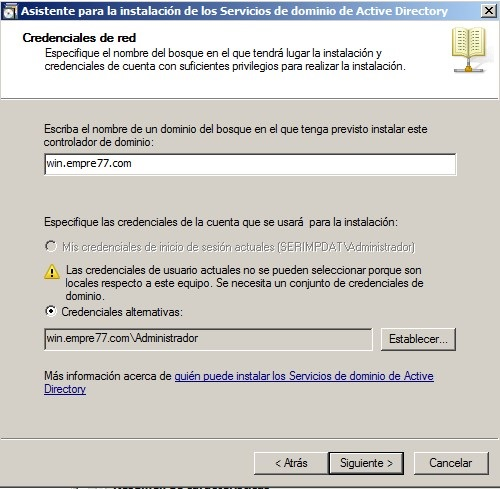 Asistente para la instalación de los Servicios de dominio de Active Directory
Credenciales de red
Especifique el nombre del bosque en el que tendrá lugar la instalación y
credenciales de cuenta con suficientes privilegios para realizar la instalación.
Escriba el nombre de un dominio del bosque en el que tenga previsto instalar este
controlador de dominio:
win.empre77.com
Especifique las credenciales de la cuenta que se usará para la instalación:
Mis credenciales de inicio de sesión actuales (SERIMPDAT\Administrador)
Las credenciales de usuario actuales no se pueden seleccionar porque son
locales respecto a este equipo. Se necesita un conjunto de credenciales de
dominio.
Credenciales alternativas:
win.empre77.com\Administrador
Establecer...
Más información acerca de quién puede instalar los Servicios de dominio de Active
Directory
< Atrás
Siguiente >
Cancelar